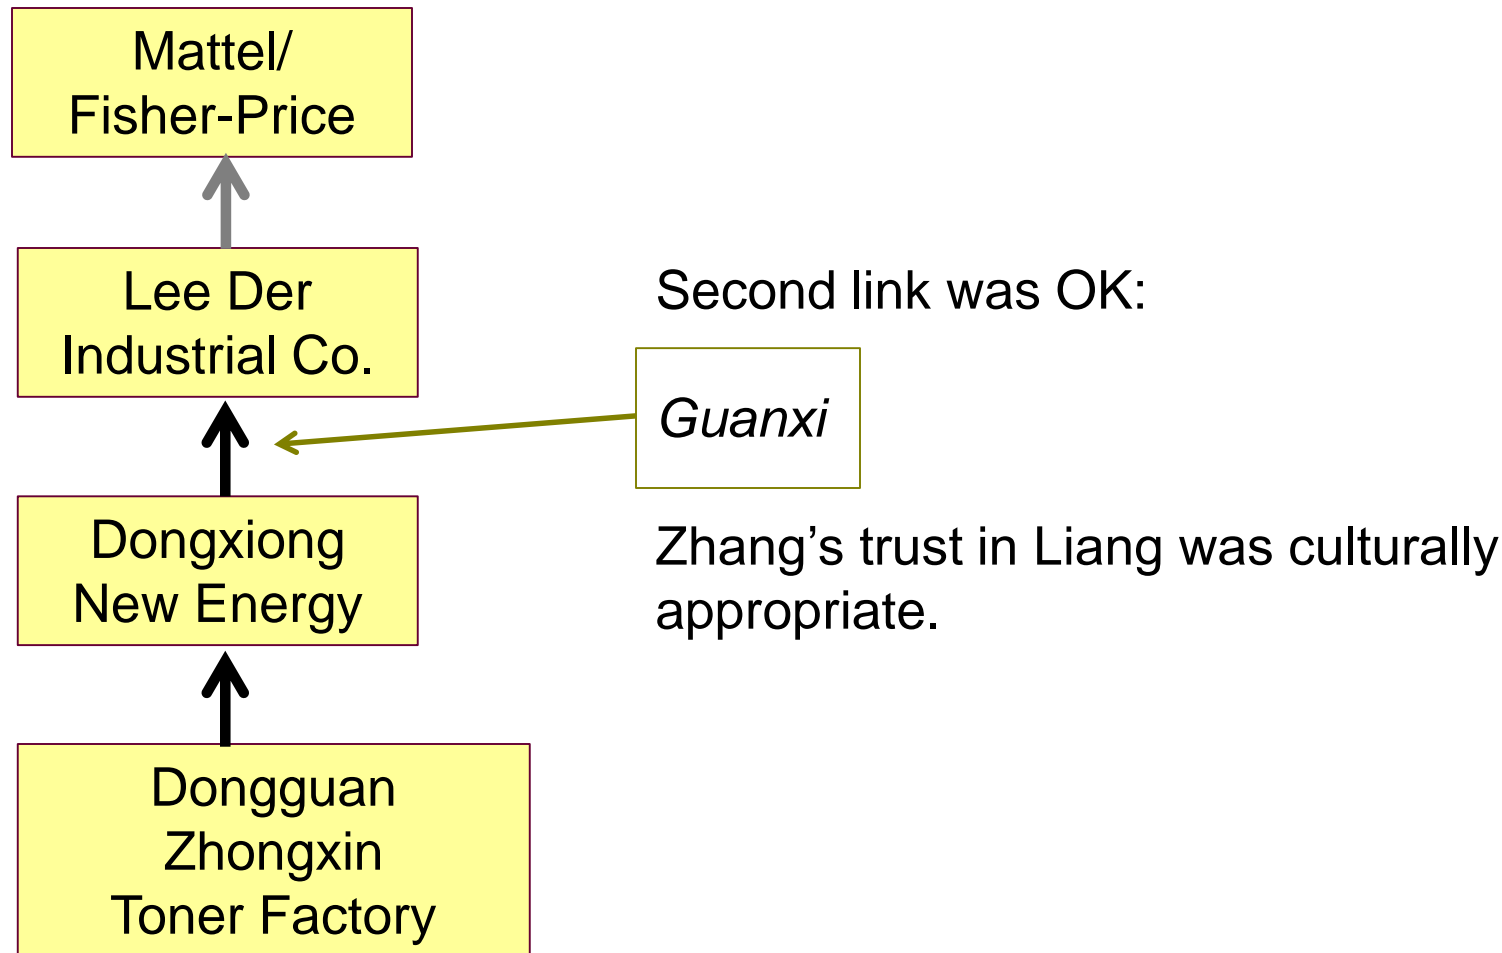 Mattel/
Fisher-Price
Lee Der
Industrial Co.
Second link was OK:
Guanxi
Dongxiong
New Energy
Zhang’s trust in Liang was culturally
appropriate.
Dongguan
Zhongxin
Toner Factory